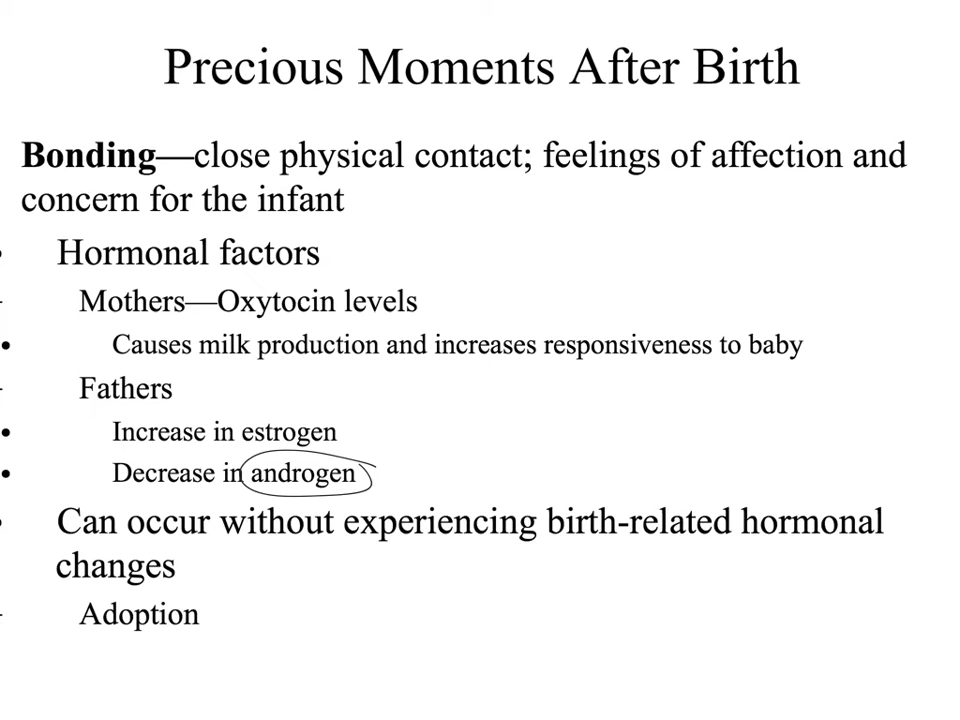 Precious Moments After Birth
Bonding—close physical contact; feelings of affection and
concern for the infant
• Hormonal factors
– Mothers—Oxytocin levels
• Causes milk production and increases responsiveness to baby
– Fathers
• Increase in estrogen
• Decrease in androgen
• Can occur without experiencing birth-related hormonal
changes
– Adoption